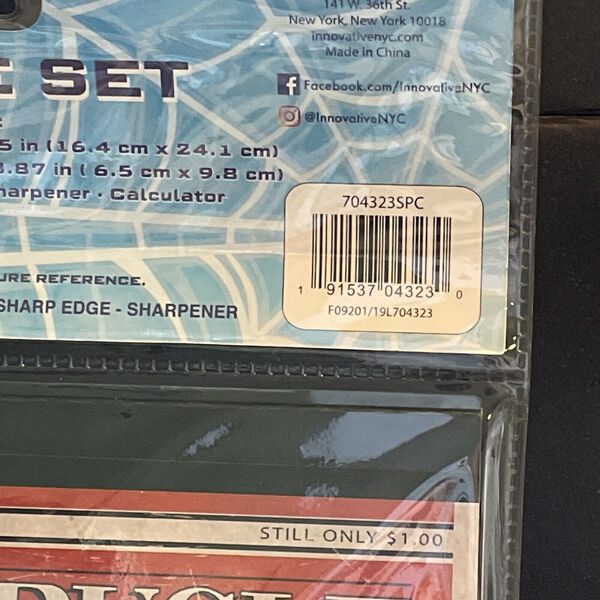 141 W. 36th St.
New York, New York 10018
innovativenyc.com
Made in China
SET
Facebook.com/InnovativeNYC
@InnovativeNYC
5 in (16.4 cm x 24.1 cm)
.87 in ( 6.5 cm x 9.8 cm)
harpener • Calculator
704323SPC
1 91537 04323 0
F09201/19L704323
URE REFERENCE.
SHARP EDGE - SHARPENER
STILL ONLY $1.00